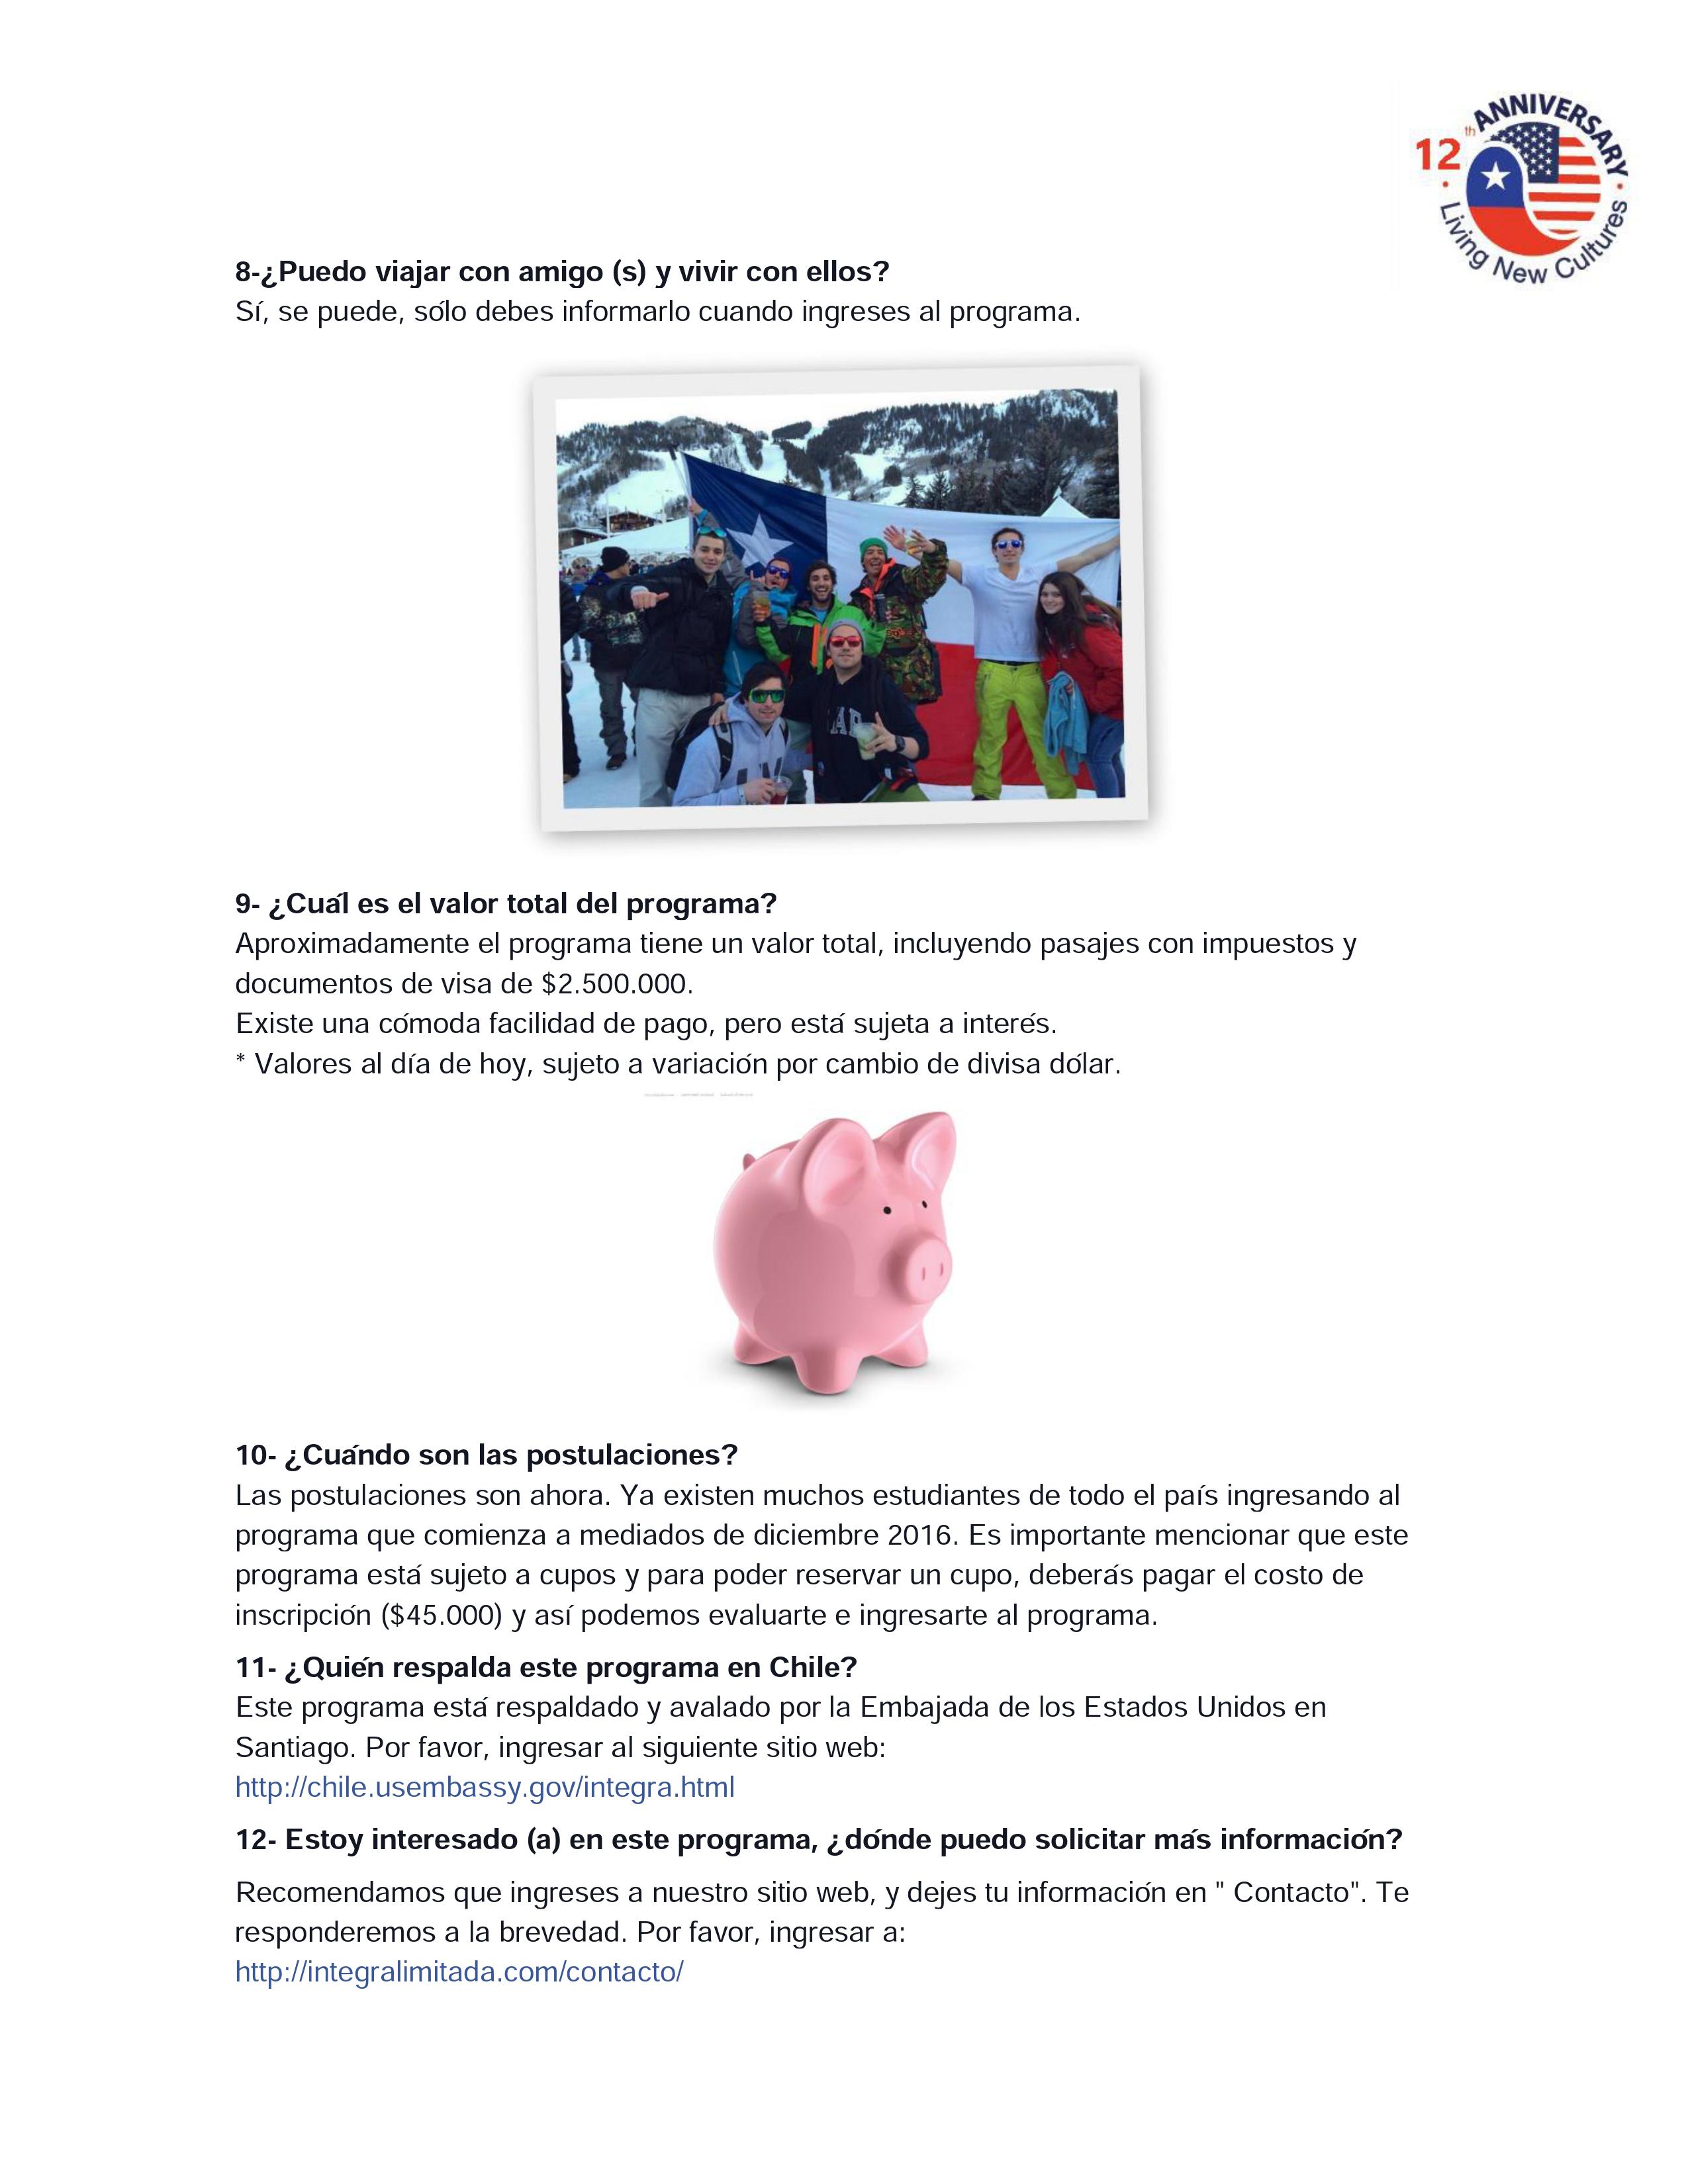 12 th ANNIVERSARY
• Living New Cultures •
8-¿Puedo viajar con amigo (s) y vivir con ellos?
Sí, se puede, sólo debes informarlo cuando ingreses al programa.
9- ¿Cuál es el valor total del programa?
Aproximadamente el programa tiene un valor total, incluyendo pasajes con impuestos y
documentos de visa de $2.500.000.
Existe una cómoda facilidad de pago, pero está sujeta a interés.
* Valores al día de hoy, sujeto a variación por cambio de divisa dólar.
10- ¿Cuándo son las postulaciones?
Las postulaciones son ahora. Ya existen muchos estudiantes de todo el país ingresando al
programa que comienza a mediados de diciembre 2016. Es importante mencionar que este
programa está sujeto a cupos y para poder reservar un cupo, deberás pagar el costo de
inscripción ($45.000) y así podemos evaluarte e ingresarte al programa.
11- ¿Quién respalda este programa en Chile?
Este programa está respaldado y avalado por la Embajada de los Estados Unidos en
Santiago. Por favor, ingresar al siguiente sitio web:
http://chile.usembassy.gov/integra.html
12- Estoy interesado (a) en este programa, ¿dónde puedo solicitar más información?
Recomendamos que ingreses a nuestro sitio web, y dejes tu información en " Contacto". Te
responderemos a la brevedad. Por favor, ingresar a:
http://integralimitada.com/contacto/